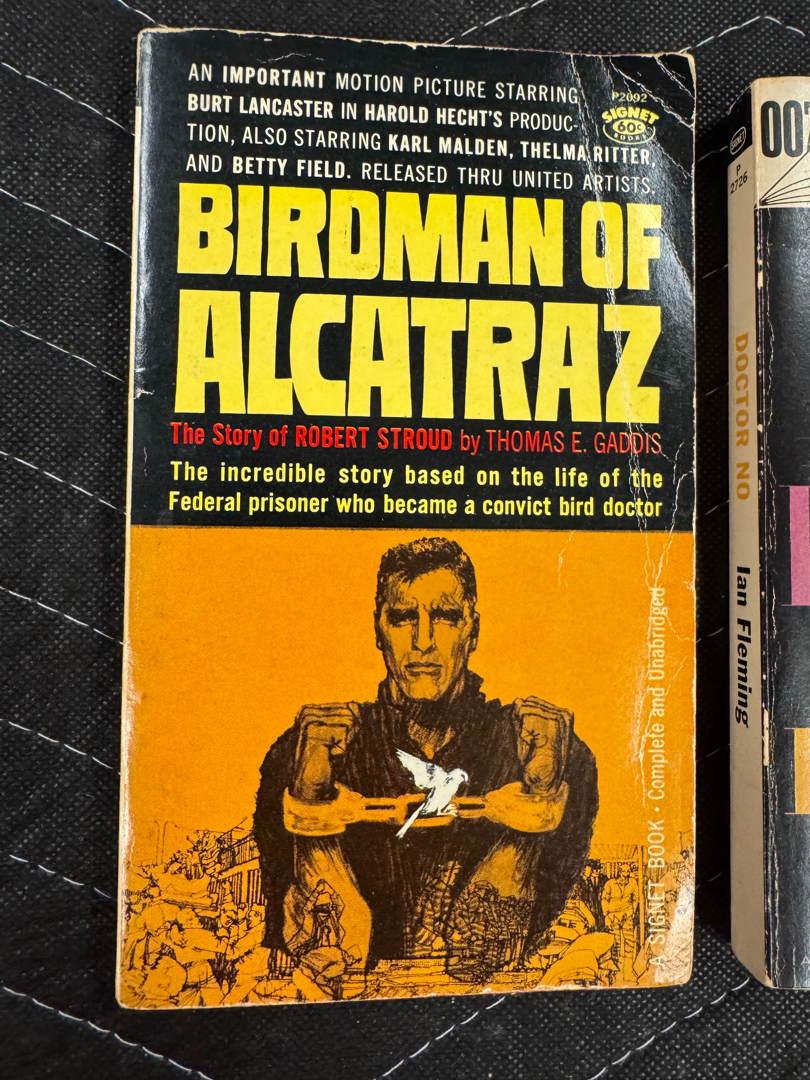 AN IMPORTANT MOTION PICTURE STARRING
BURT LANCASTER IN HAROLD HECHT'S PRODUC-
TION, ALSO STARRING KARL MALDEN, THELMA RITTER
AND BETTY FIELD. RELEASED THRU UNITED ARTISTS.
P2092
SIGNET
60¢
BOOKS
BIRDMAN OF
ALCATRAZ
The Story of ROBERT STROUD by THOMAS E. GADDIS
The incredible story based on the life of the
Federal prisoner who became a convict bird doctor
A SIGNET BOOK · Complete and Unabridged
SIGNET
P
2726
DOCTOR NO
Ian Fleming
007